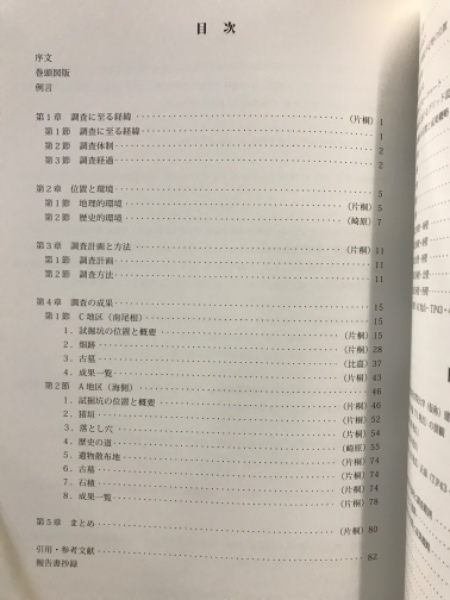 目次
序文
巻頭図版
例言
第1章 調査に至る経緯……(片桐) 1
第1節 調査に至る経緯……1
第2節 調査体制……2
第3節 調査経過……2
第2章 位置と環境……5
第1節 地理的環境……(片桐) 5
第2節 歴史的環境……(崎原) 7
第3章 調査計画と方法……(片桐) 11
第1節 調査計画……11
第2節 調査方法……11
第4章 調査の成果……15
第1節 C地区(南尾根)……15
1. 試掘坑の位置と概要……(片桐) 15
2. 畑跡……(片桐) 28
3. 古墓……(比嘉) 37
4. 成果一覧……(片桐) 43
第2節 A地区(海側)……46
1. 試掘坑の位置と概要……(片桐) 46
2. 猪垣……(片桐) 52
3. 落とし穴……(片桐) 54
4. 歴史の道……(崎原) 55
5. 遺物散布地……(片桐) 74
6. 古墓……(片桐) 74
7. 石積……(片桐) 74
8. 成果一覧……(片桐) 78
第5章 まとめ……(片桐) 80
引用・参考文献……82
報告書抄録